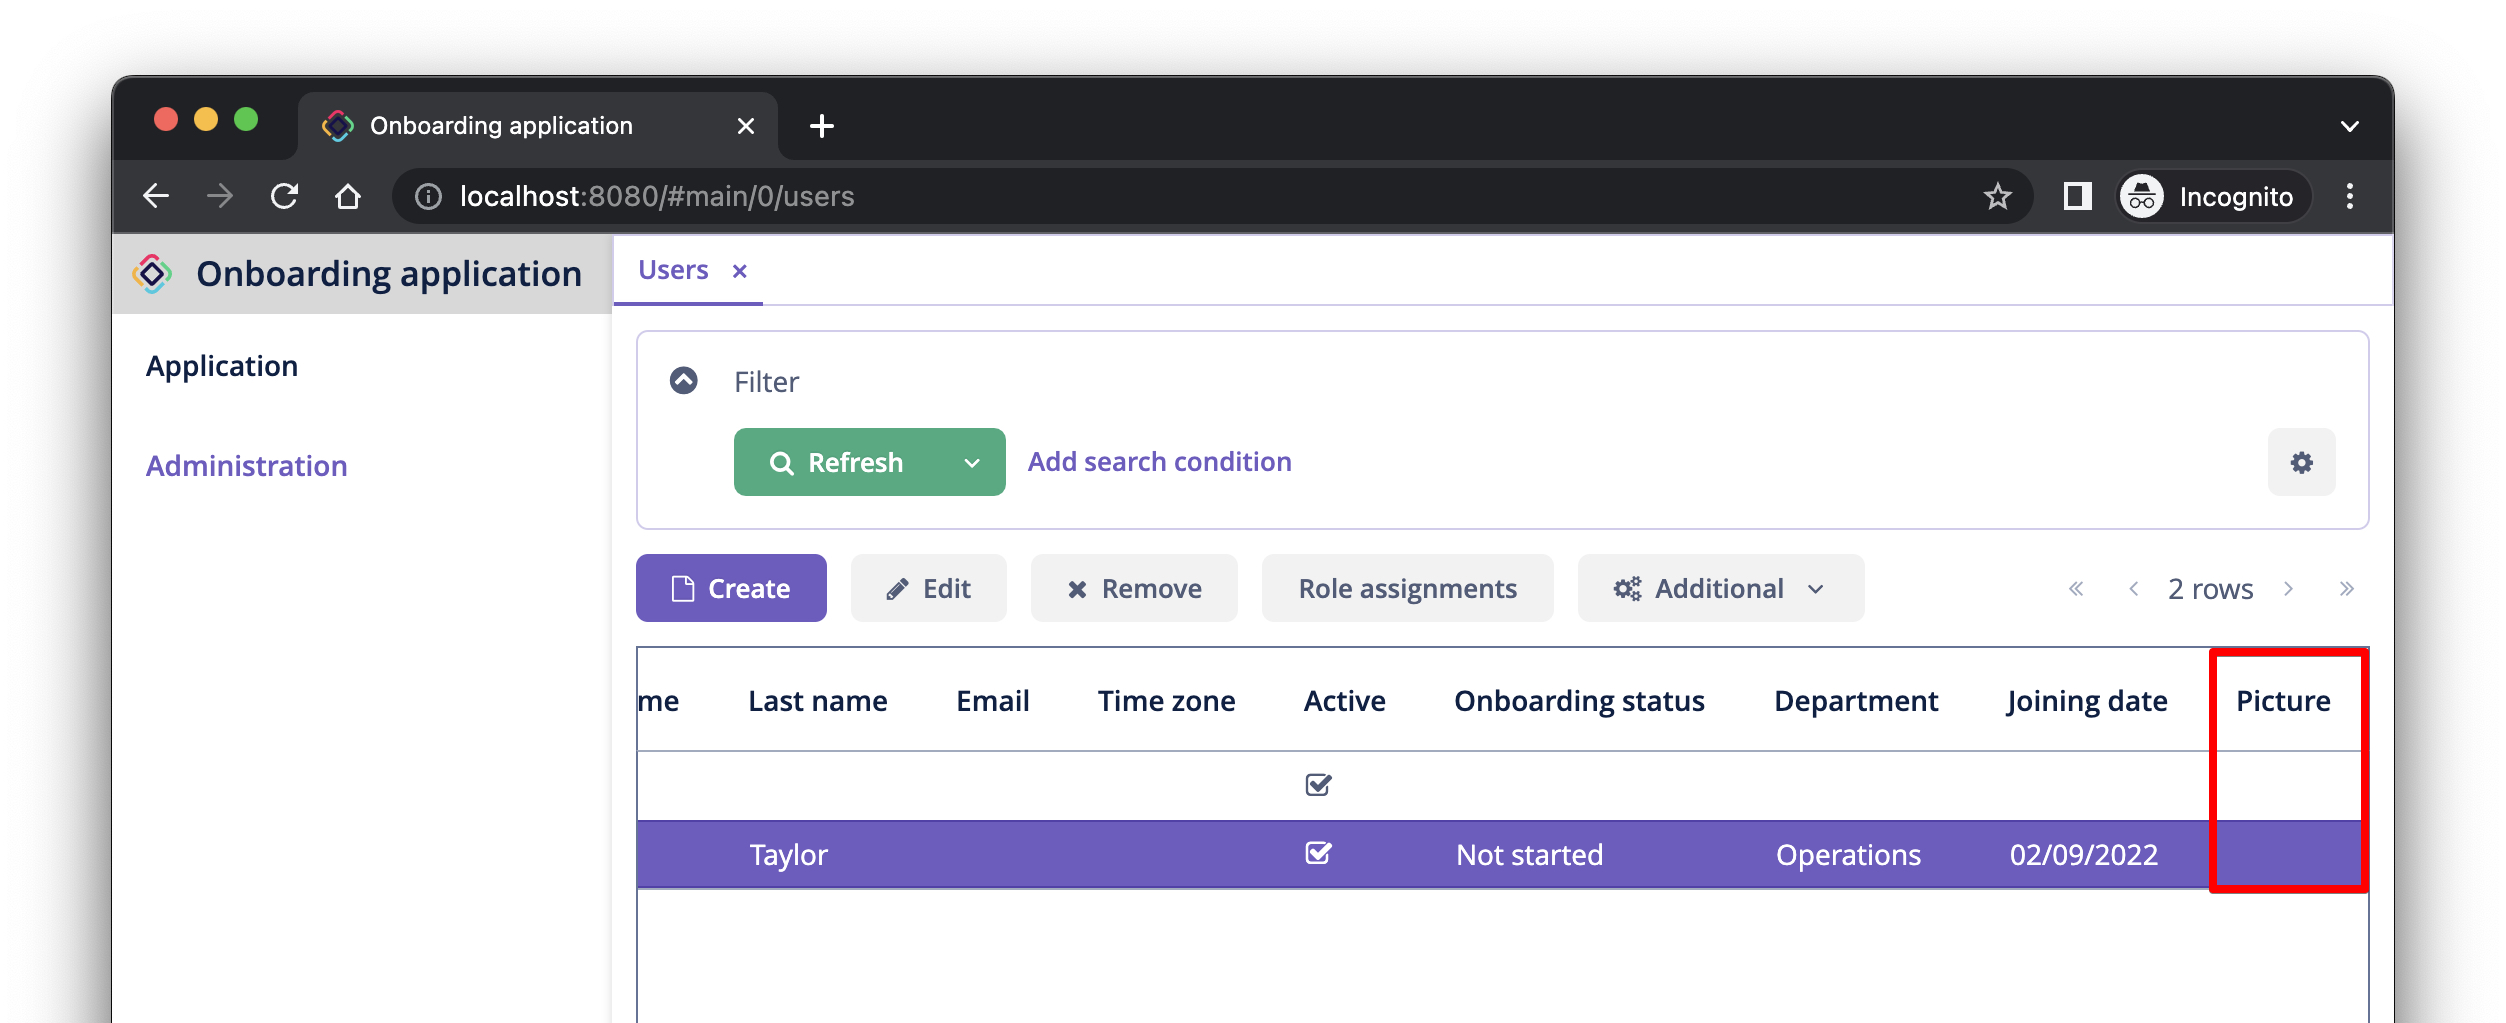 Onboarding application
localhost:8080/#main/0/users
Incognito
Onboarding application
Users
Application
Administration
Filter
Refresh
Add search condition
Create
Edit
Remove
Role assignments
Additional
2 rows
me Last name Email Time zone Active Onboarding status Department Joining date Picture
Taylor Not started Operations 02/09/2022